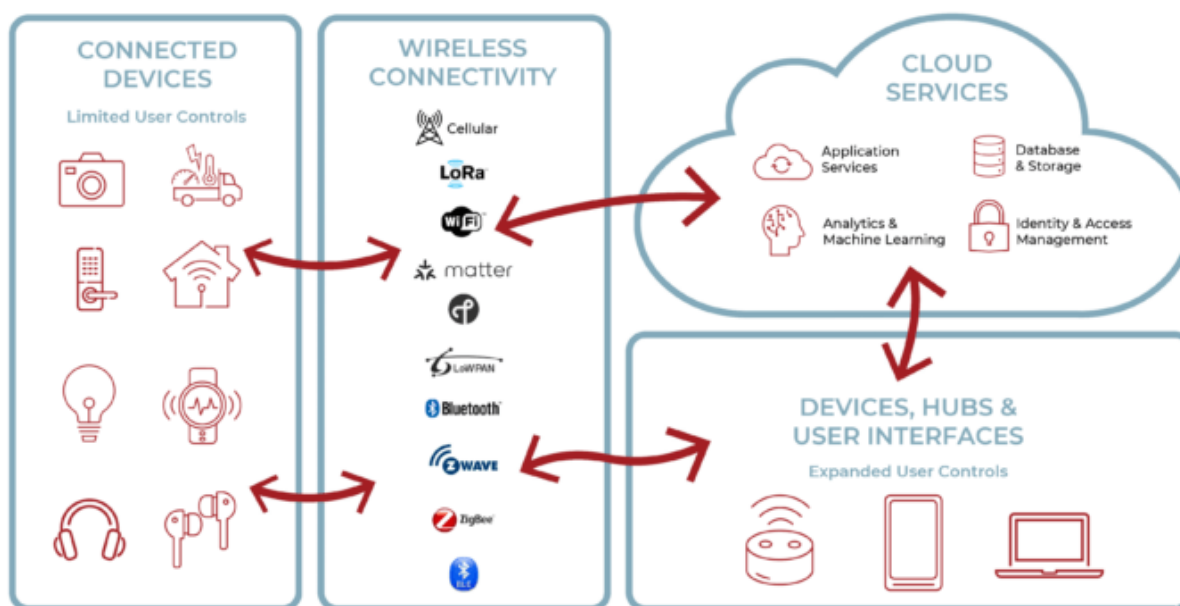 CONNECTED
DEVICES
Limited User Controls
WIRELESS
CONNECTIVITY
Cellular
LoRa
WiFi
matter
6LoWPAN
Bluetooth
Z WAVE
ZigBee
BLE
CLOUD
SERVICES
Application
Services
Database
& Storage
Analytics &
Machine Learning
Identity & Access
Management
DEVICES, HUBS &
USER INTERFACES
Expanded User Controls